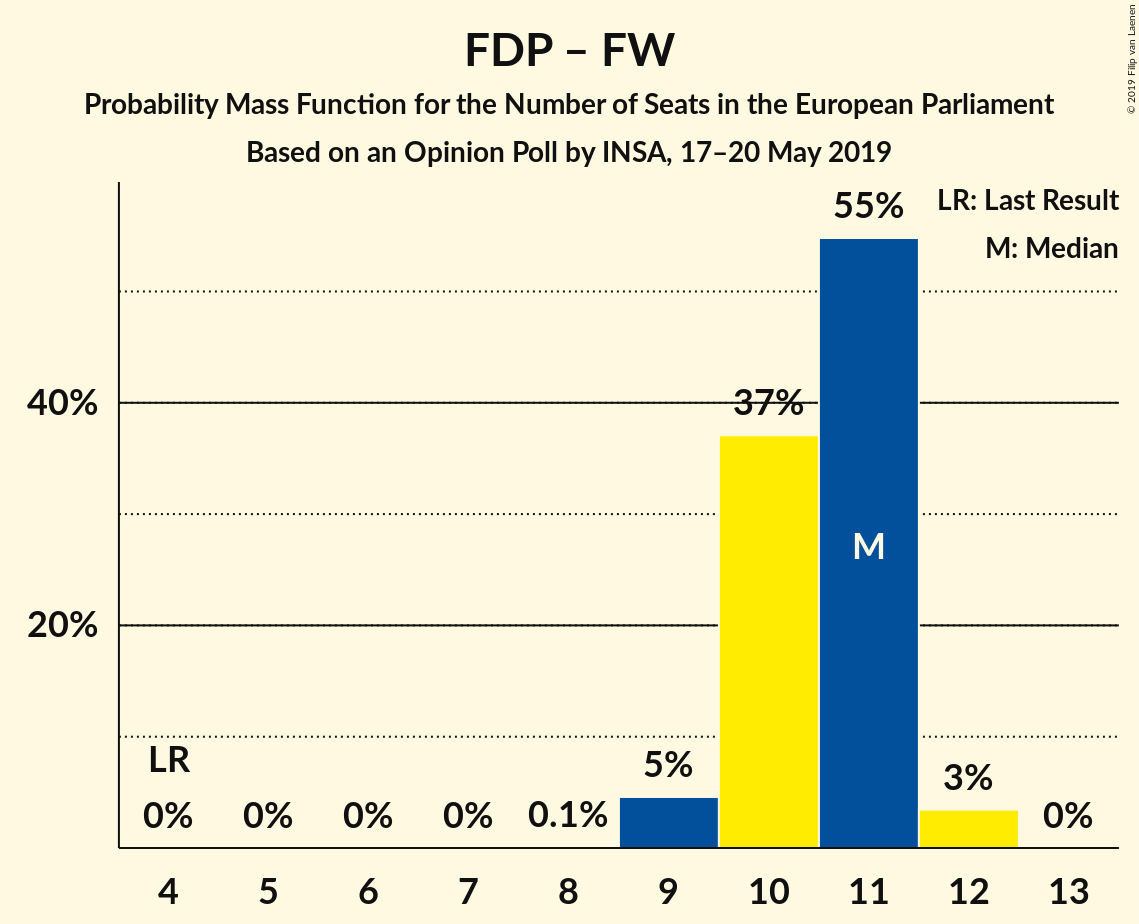 FDP – FW
Probability Mass Function for the Number of Seats in the European Parliament
Based on an Opinion Poll by INSA, 17–20 May 2019
© 2019 Filip van Laenen
LR: Last Result
M: Median
55%
40%
37%
M
20%
LR
0%
0%
0%
0%
0.1%
5%
3%
0%
4
5
6
7
8
9
10
11
12
13